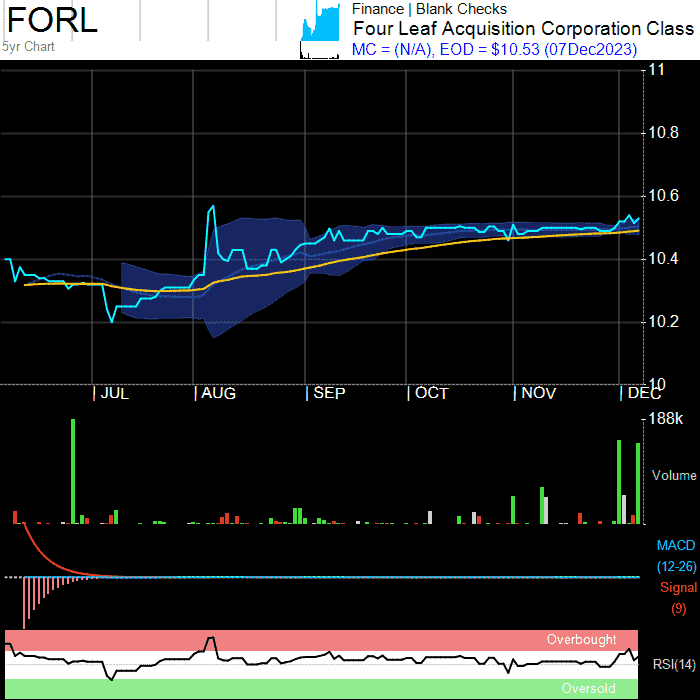 FORL
5yr Chart
Finance | Blank Checks
Four Leaf Acquisition Corporation Class
MC = (N/A), EOD = $10.53 (07Dec2023)
11
10.8
10.6
10.4
10.2
10
JUL AUG SEP OCT NOV DEC
188k
Volume
MACD
(12-26)
Signal
(9)
Overbought
RSI(14)
Oversold